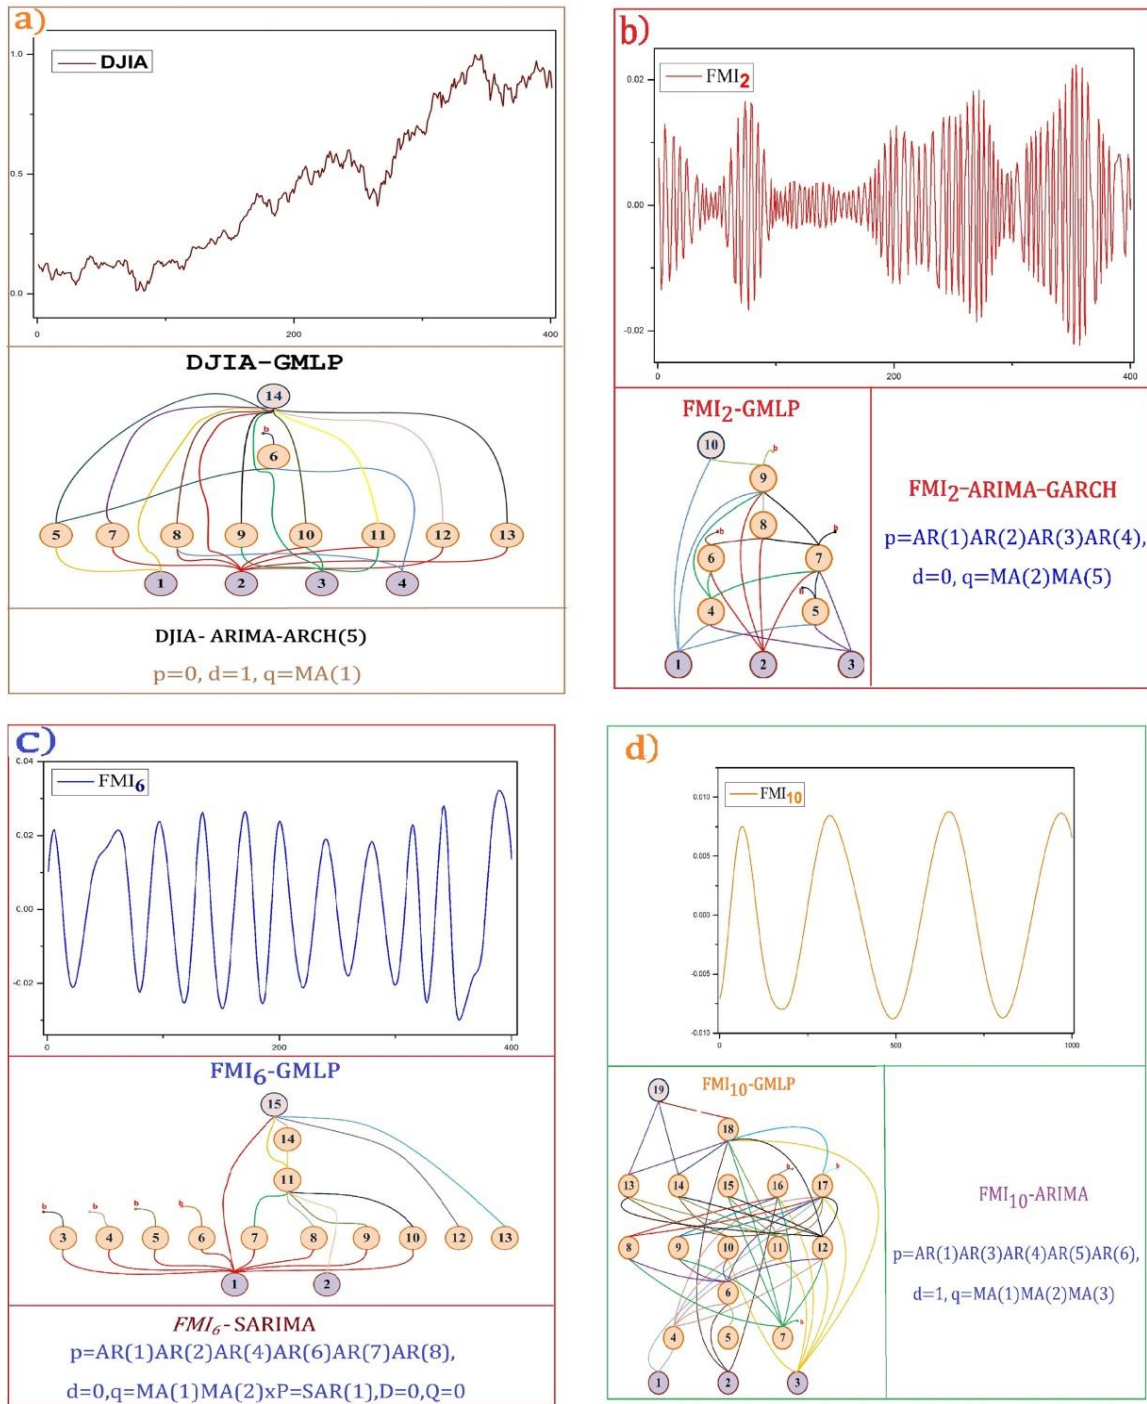 a)
DJIA
1.0
0.5
0.0
0
200
400
DJIA-GMLP
14
b
6
5 7 8 9 10 11 12 13
1 2 3 4
DJIA- ARIMA-ARCH(5)
p=0, d=1, q=MA(1)
b)
FMI2
0.02
0.00
-0.02
0
200
400
FMI2-GMLP
10
b
9
8
b
b
6 7
4 5
1 2 3
FMI2-ARIMA-GARCH
p=AR(1)AR(2)AR(3)AR(4),
d=0, q=MA(2)MA(5)
c)
FMI6
0.04
0.02
0.00
-0.02
0
200
400
FMI6-GMLP
15
14
11
b b b b
3 4 5 6 7 8 9 10 12 13
1 2
FMI6-SARIMA
p=AR(1)AR(2)AR(4)AR(6)AR(7)AR(8),
d=0,q=MA(1)MA(2)xP=SAR(1),D=0,Q=0
d)
FMI10
0.010
0.005
0.000
-0.005
-0.010
0
500
1000
FMI10-GMLP
19
18
b b
13 14 15 16 17
8 9 10 11 12
6
b
4 5 7
1 2 3
FMI10-ARIMA
p=AR(1)AR(3)AR(4)AR(5)AR(6),
d=1, q=MA(1)MA(2)MA(3)